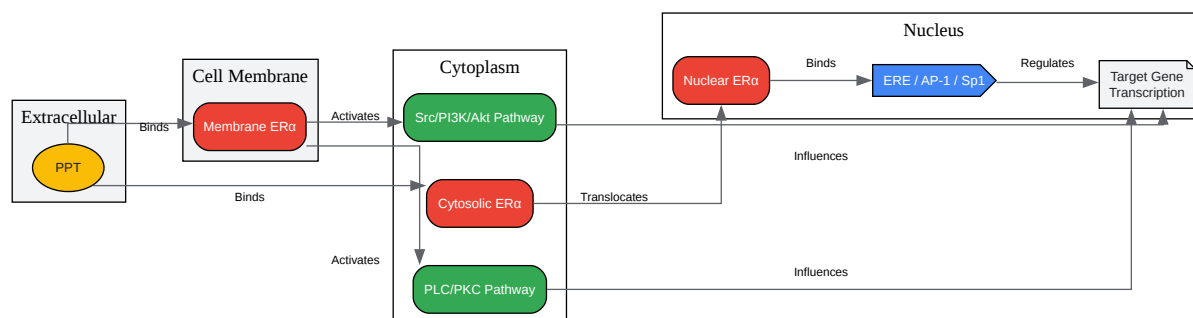 Nucleus
Cytoplasm
Cell Membrane
Extracellular
Nuclear ERα
Binds
ERE / AP-1 / Sp1
Regulates
Target Gene
Transcription
Membrane ERα
Binds
Activates
Src/PI3K/Akt Pathway
Influences
PPT
Binds
Cytosolic ERα
Translocates
Activates
PLC/PKC Pathway
Influences